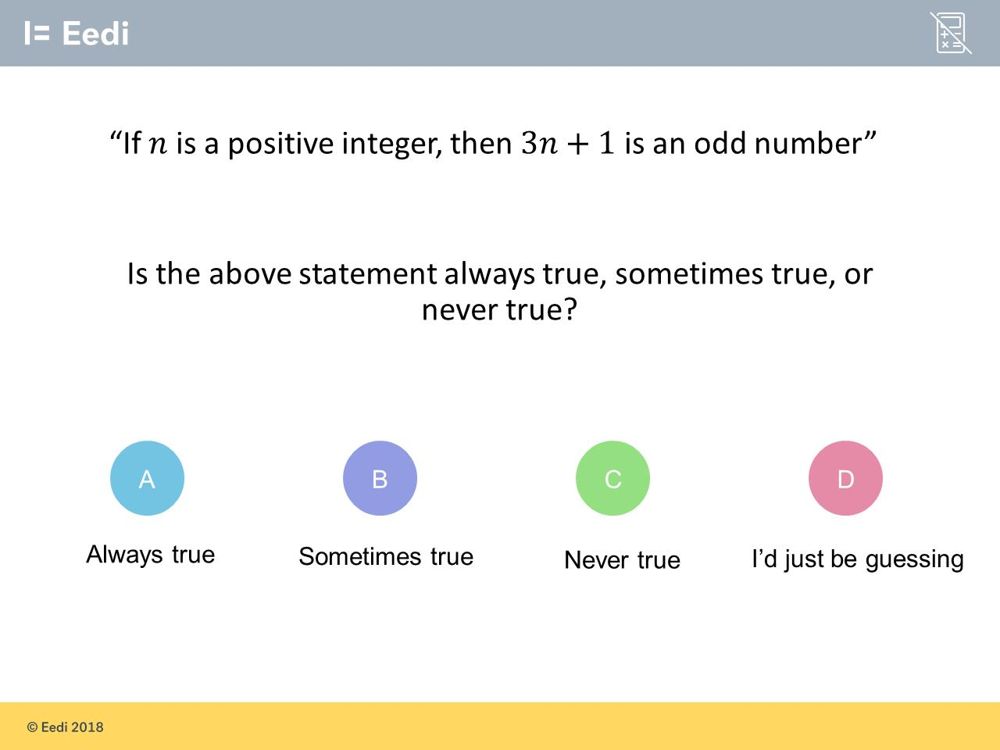 Eedi
“If n is a positive integer, then 3n + 1 is an odd number”
Is the above statement always true, sometimes true, or
never true?
A
B
C
D
Always true
Sometimes true
Never true
I’d just be guessing
© Eedi 2018